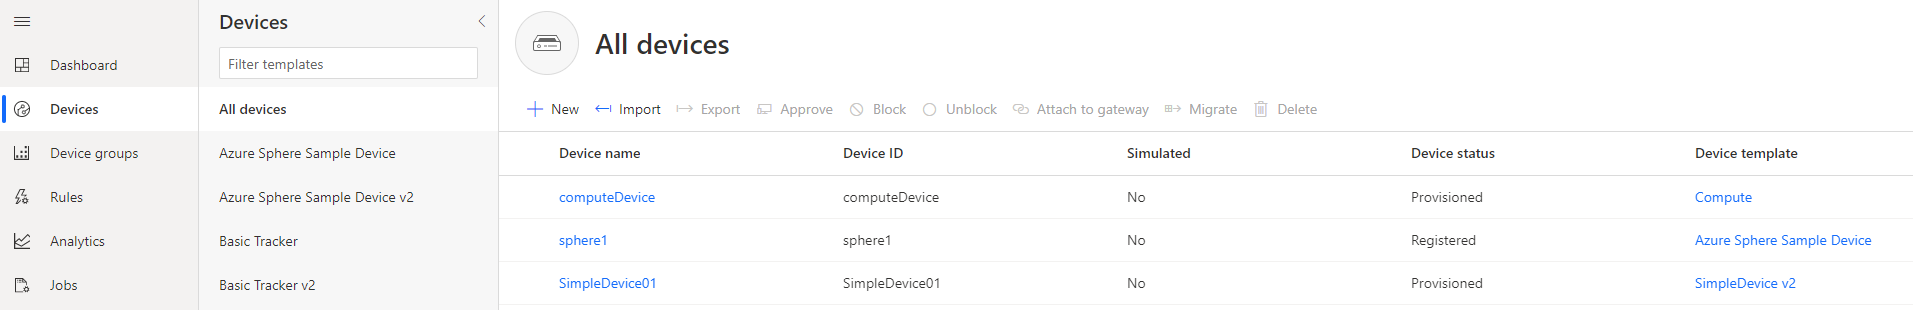 Devices
Filter templates
Dashboard
Devices
Device groups
Rules
Analytics
Jobs
All devices
Azure Sphere Sample Device
Azure Sphere Sample Device v2
Basic Tracker
Basic Tracker v2
All devices
New Import Export Approve Block Unblock Attach to gateway Migrate Delete
Device name Device ID Simulated Device status Device template
computeDevice computeDevice No Provisioned Compute
sphere1 sphere1 No Registered Azure Sphere Sample Device
SimpleDevice01 SimpleDevice01 No Provisioned SimpleDevice v2